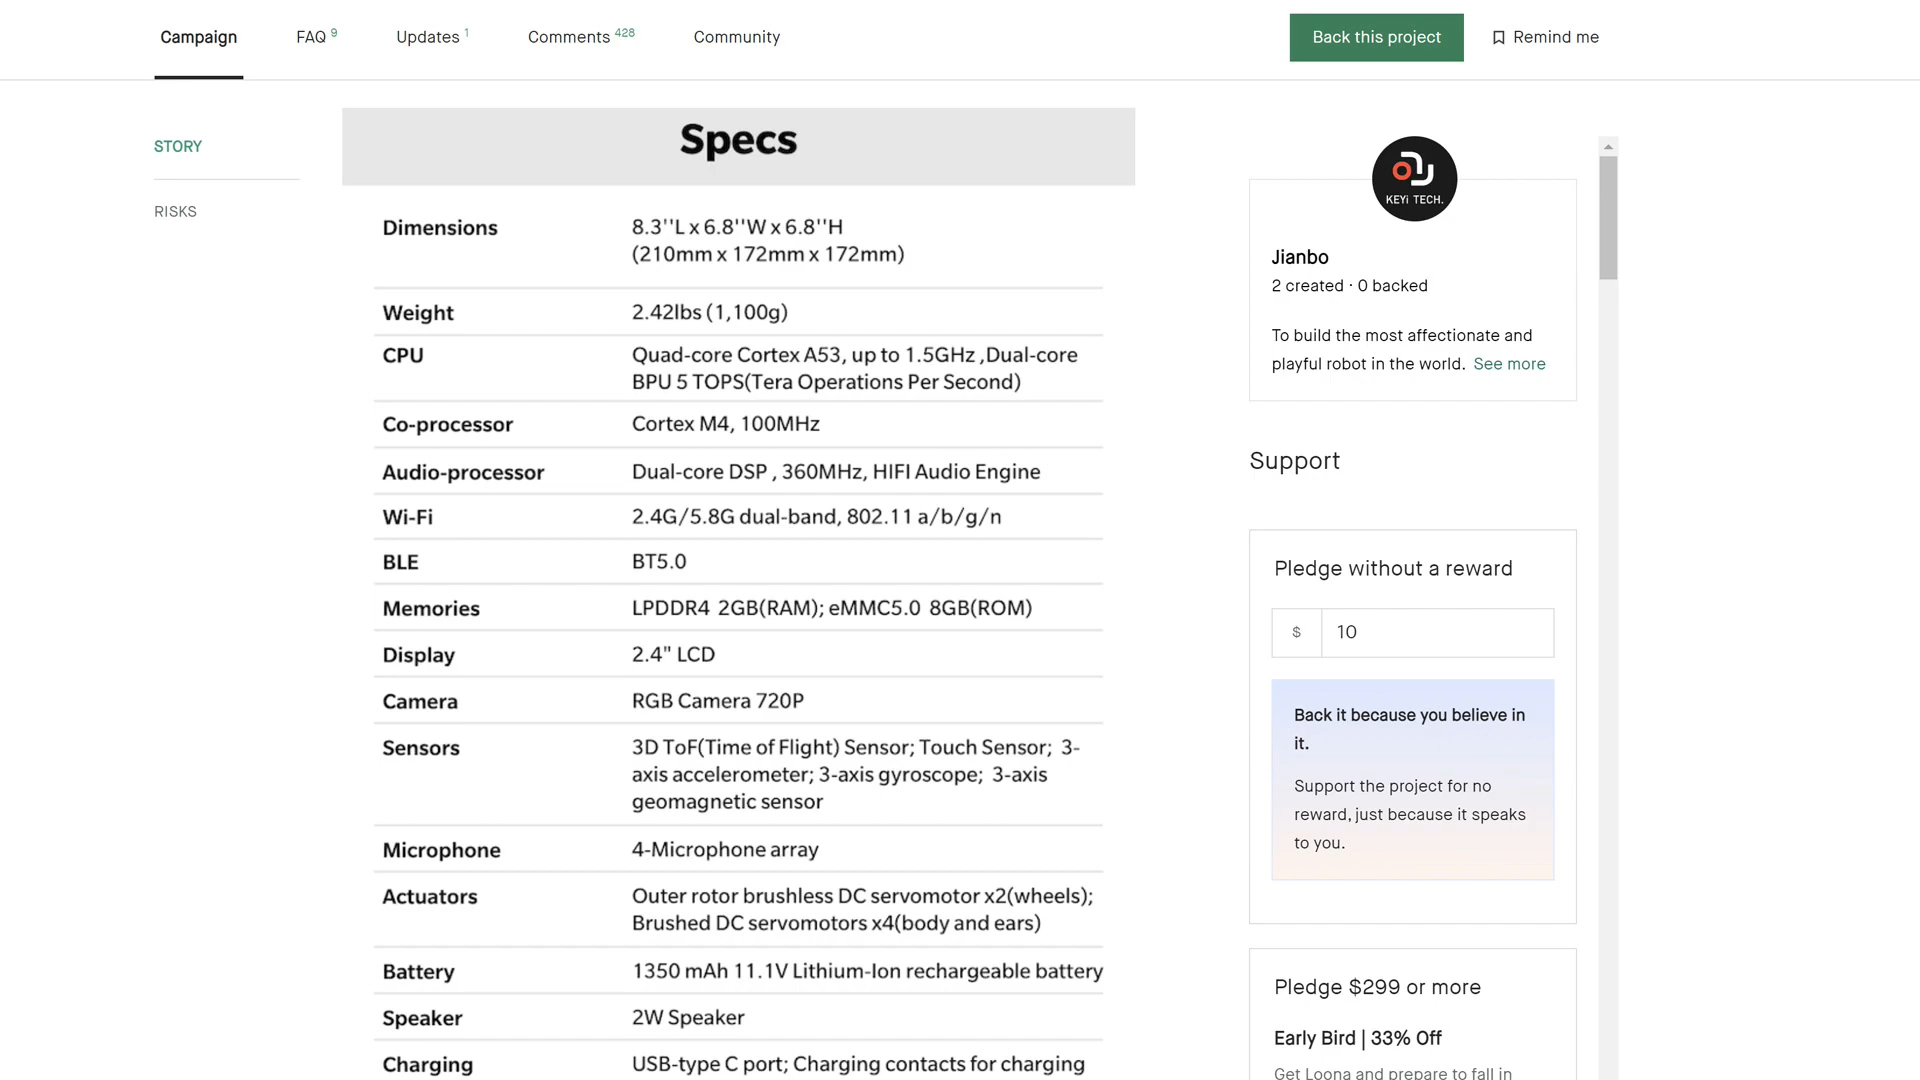 Campaign
FAQ 9
Updates 1
Comments 428
Community
Back this project
Remind me
STORY
RISKS
Specs
Dimensions
8.3''L x 6.8''W x 6.8''H
(210mm x 172mm x 172mm)
Weight
2.42lbs (1,100g)
CPU
Quad-core Cortex A53, up to 1.5GHz ,Dual-core
BPU 5 TOPS(Tera Operations Per Second)
Co-processor
Cortex M4, 100MHz
Audio-processor
Dual-core DSP , 360MHz, HIFI Audio Engine
Wi-Fi
2.4G/5.8G dual-band, 802.11 a/b/g/n
BLE
BT5.0
Memories
LPDDR4 2GB(RAM); eMMC5.0 8GB(ROM)
Display
2.4" LCD
Camera
RGB Camera 720P
Sensors
3D ToF(Time of Flight) Sensor; Touch Sensor; 3-
axis accelerometer; 3-axis gyroscope; 3-axis
geomagnetic sensor
Microphone
4-Microphone array
Actuators
Outer rotor brushless DC servomotor x2(wheels);
Brushed DC servomotors x4(body and ears)
Battery
1350 mAh 11.1V Lithium-Ion rechargeable battery
Speaker
2W Speaker
Charging
USB-type C port; Charging contacts for charging
KEYi TECH.
Jianbo
2 created · 0 backed
To build the most affectionate and
playful robot in the world. See more
Support
Pledge without a reward
$ 10
Back it because you believe in
it.
Support the project for no
reward, just because it speaks
to you.
Pledge $299 or more
Early Bird | 33% Off
Get Loona and prepare to fall in